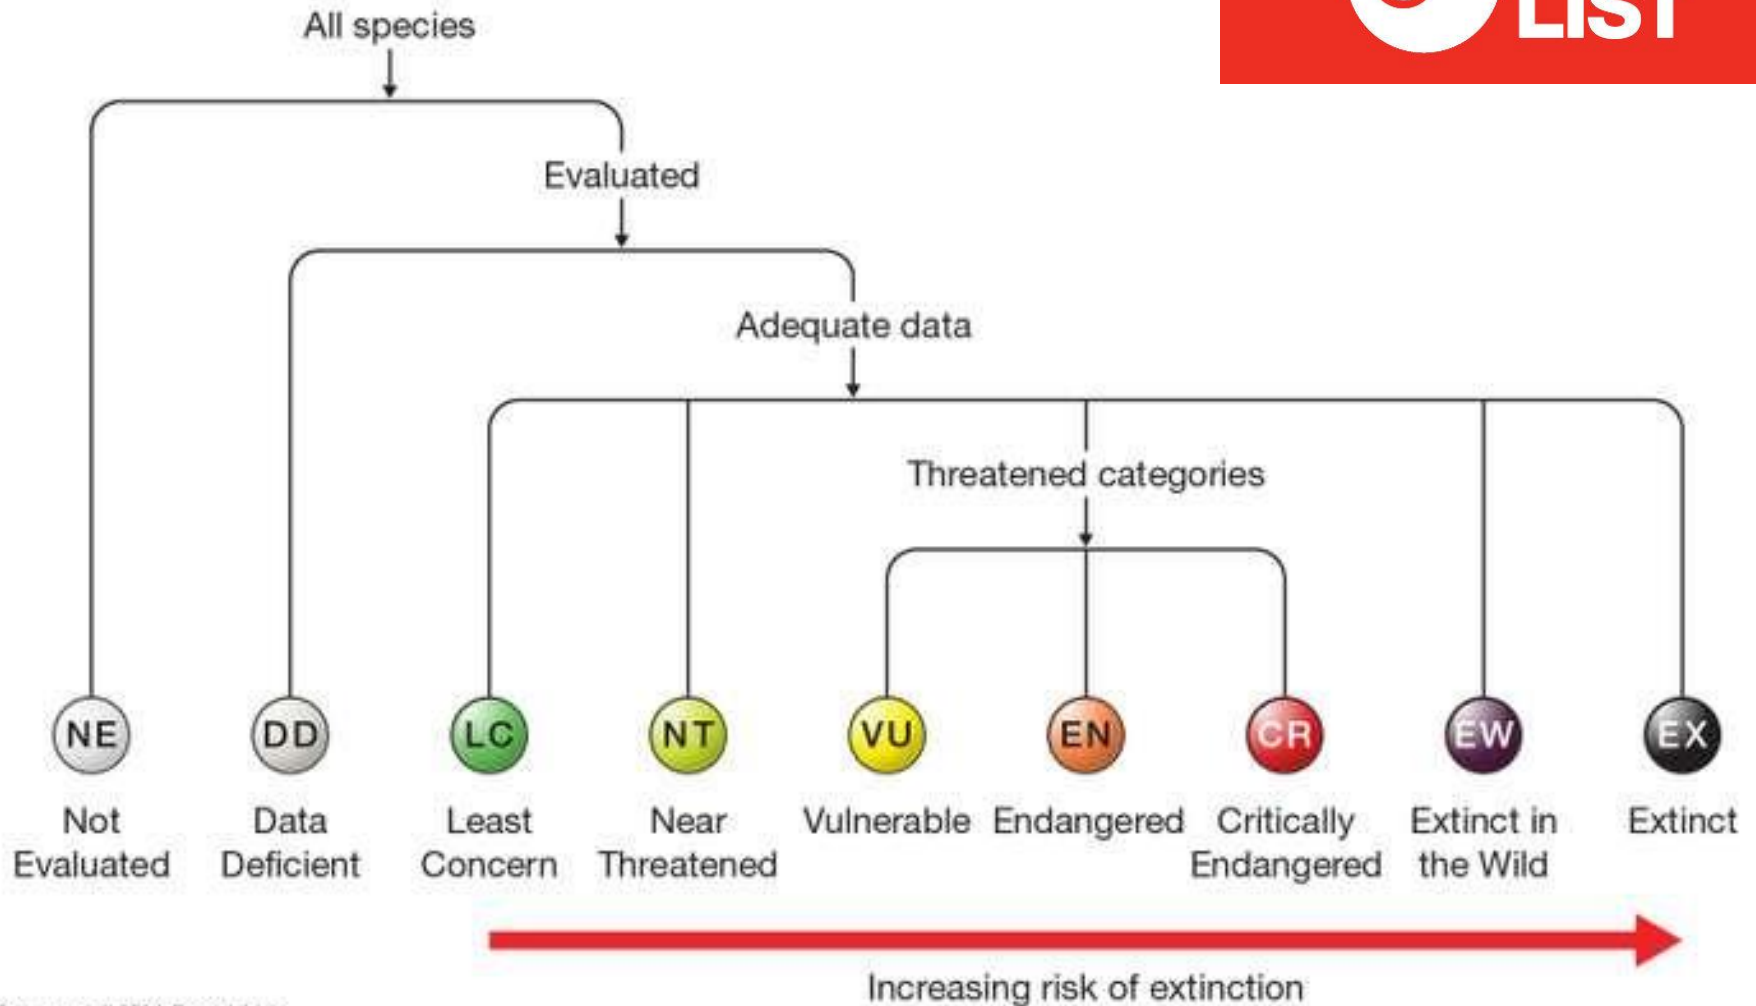 LIST
All species
Evaluated
Adequate data
Threatened categories
NE
DD
LC
NT
VU
EN
CR
EW
EX
Not
Evaluated
Data
Deficient
Least
Concern
Near
Threatened
Vulnerable
Endangered
Critically
Endangered
Extinct in
the Wild
Extinct
Increasing risk of extinction